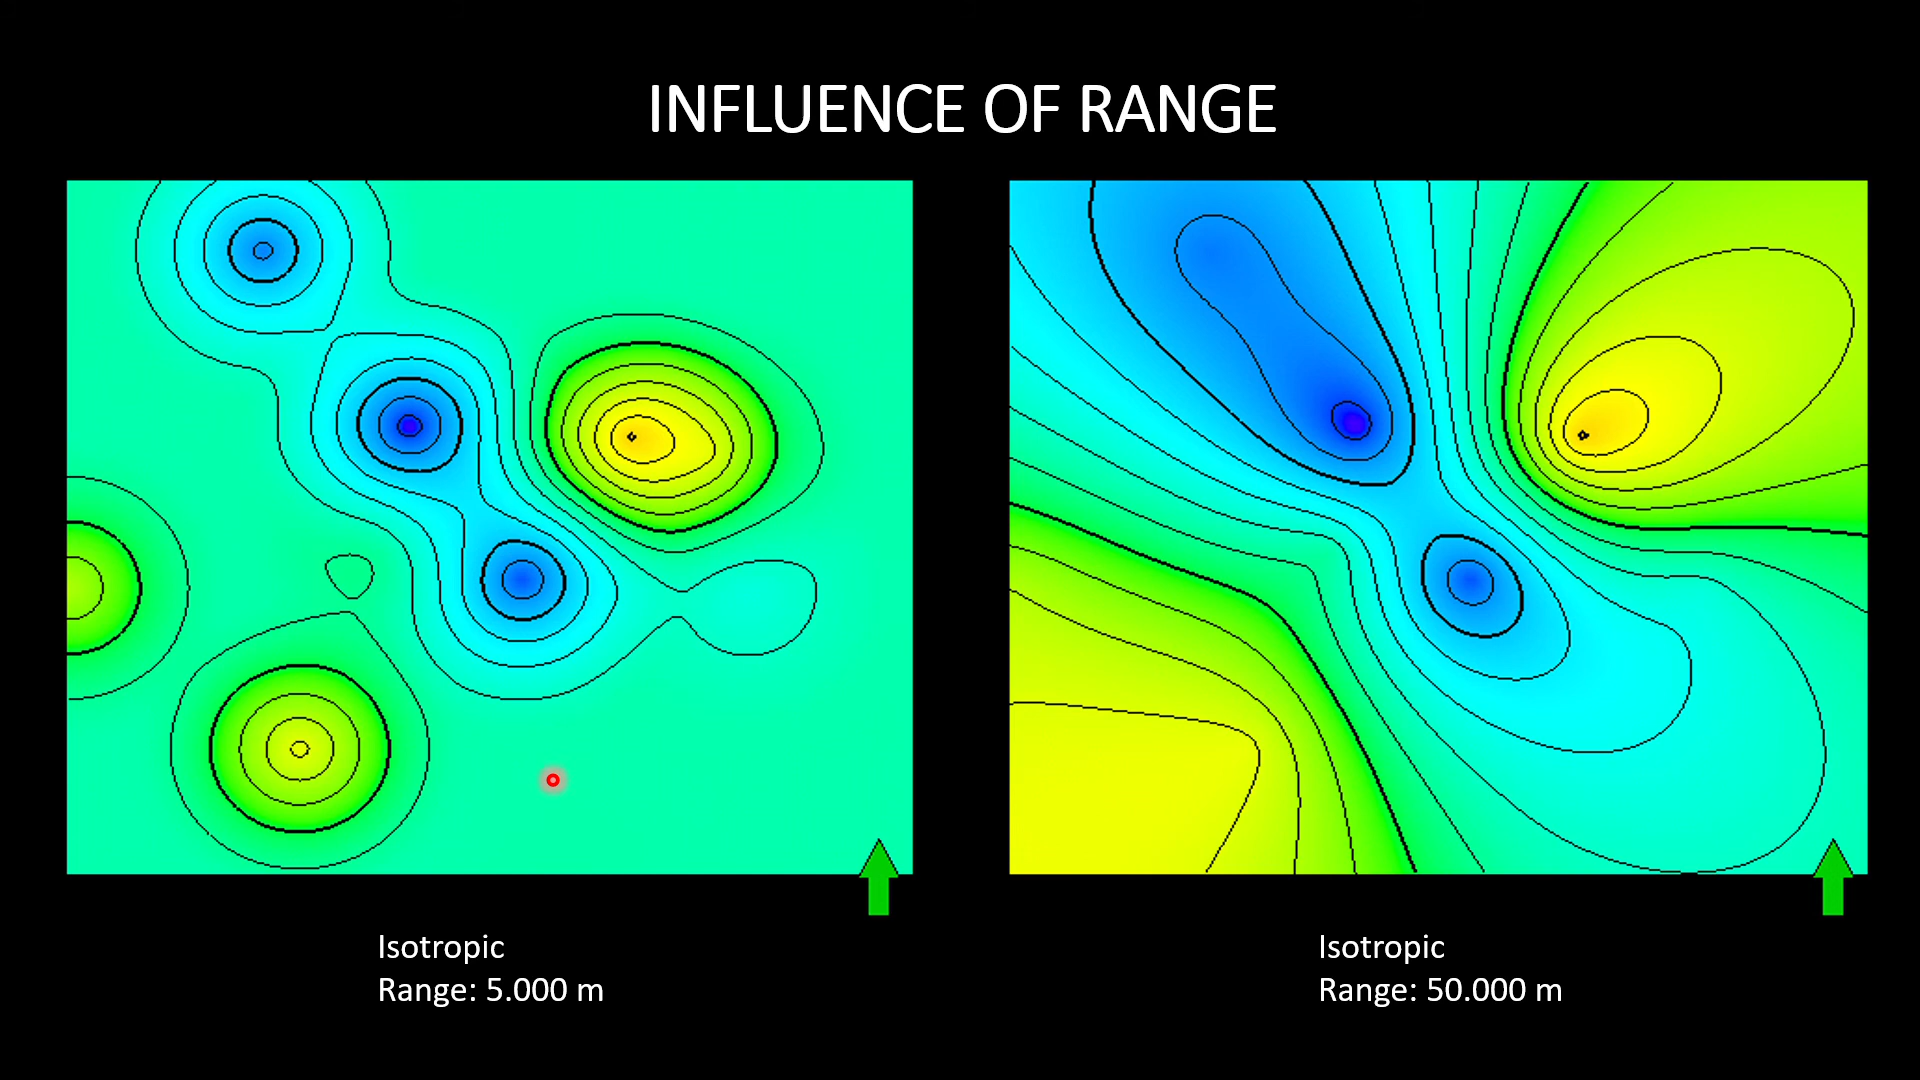 INFLUENCE OF RANGE
Isotropic
Range: 5.000 m
Isotropic
Range: 50.000 m